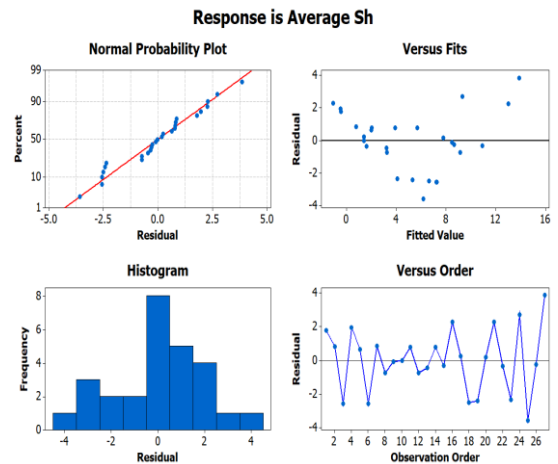 Response is Average Sh
Normal Probability Plot
Percent
99
90
50
10
1
-5.0 -2.5 0.0 2.5 5.0
Residual
Versus Fits
Residual
4
2
0
-2
-4
0 4 8 12 16
Fitted Value
Histogram
Frequency
8
6
4
2
0
-4 -2 0 2 4
Residual
Versus Order
Residual
4
2
0
-2
-4
2 4 6 8 10 12 14 16 18 20 22 24 26
Observation Order